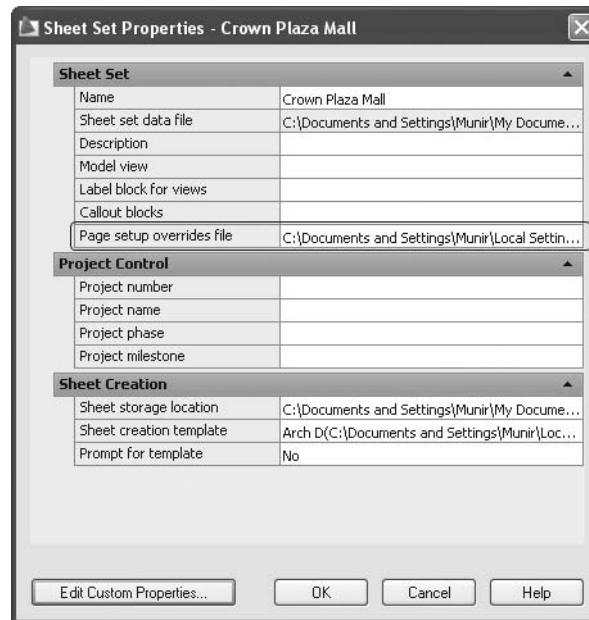 Sheet Set Properties - Crown Plaza Mall
Sheet Set
Name Crown Plaza Mall
Sheet set data file C:\Documents and Settings\Munir\My Docume...
Description
Model view
Label block for views
Callout blocks
Page setup overrides file C:\Documents and Settings\Munir\Local Settin...
Project Control
Project number
Project name
Project phase
Project milestone
Sheet Creation
Sheet storage location C:\Documents and Settings\Munir\My Docume...
Sheet creation template Arch D(C:\Documents and Settings\Munir\Loc...
Prompt for template No
Edit Custom Properties... OK Cancel Help